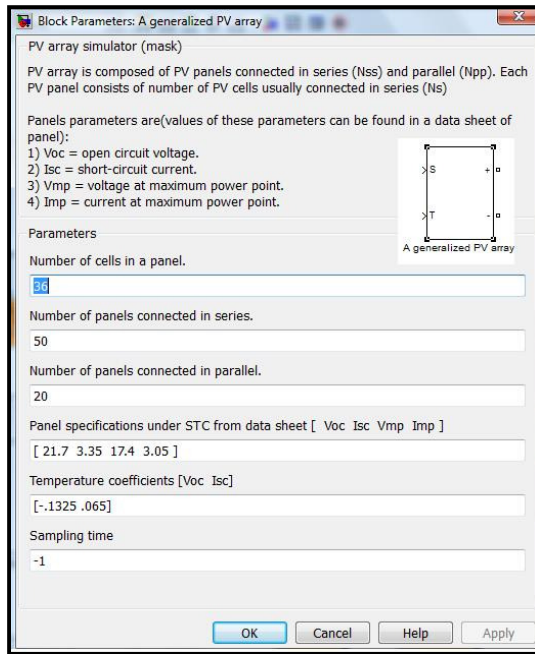 Block Parameters: A generalized PV array
PV array simulator (mask)
PV array is composed of PV panels connected in series (Nss) and parallel (Npp). Each
PV panel consists of number of PV cells usually connected in series (Ns)
Panels parameters are(values of these parameters can be found in a data sheet of
panel):
1) Voc = open circuit voltage.
2) Isc = short-circuit current.
3) Vmp = voltage at maximum power point.
4) Imp = current at maximum power point.
S +
T -
A generalized PV array
Parameters
Number of cells in a panel.
36
Number of panels connected in series.
50
Number of panels connected in parallel.
20
Panel specifications under STC from data sheet [ Voc Isc Vmp Imp ]
[ 21.7 3.35 17.4 3.05 ]
Temperature coefficients [Voc Isc]
[-.1325 .065]
Sampling time
-1
OK Cancel Help Apply